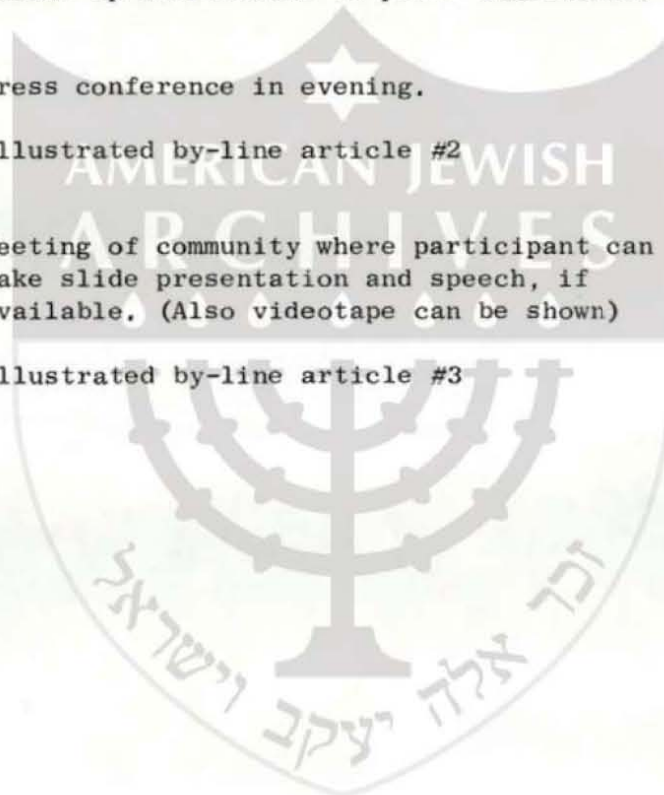 ress conference in evening.
llustrated by-line article #2
AMERICAN JEWISH
ARCHIVES
eeting of community where participant can
ake slide presentation and speech, if
vailable. (Also videotape can be shown)
llustrated by-line article #3
זכר אלה יעקב וישראל